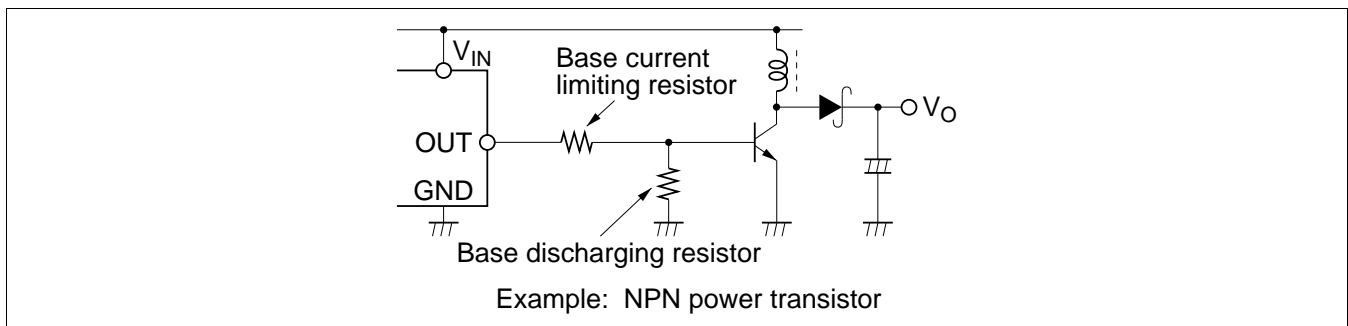 VIN
Base current
limiting resistor
OUT
VO
GND
Base discharging resistor
Example: NPN power transistor